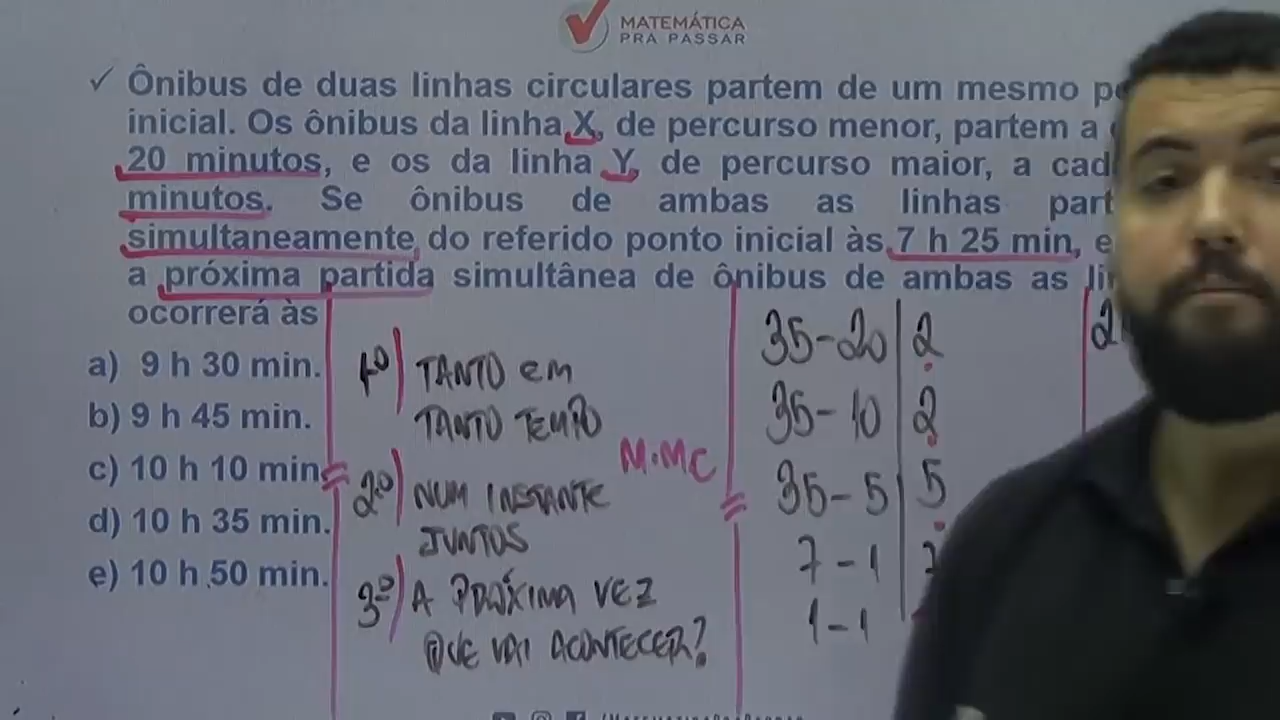 MATEMÁTICA
PRA PASSAR
✓ Ônibus de duas linhas circulares partem de um mesmo
inicial. Os ônibus da linha X, de percurso menor, partem a
20 minutos, e os da linha Y, de percurso maior, a cad
minutos. Se ônibus de ambas as linhas part
simultaneamente do referido ponto inicial às 7 h 25 min, e
a próxima partida simultânea de ônibus de ambas as
ocorrerá às
a) 9 h 30 min.
b) 9 h 45 min.
c) 10 h 10 min
d) 10 h 35 min.
e) 10 h 50 min.
1º) TANTO EM
TANTO TEMPO
2º) NUM INSTANTE
JUNTOS
3º) A PRÓXIMA VEZ
QUE VAI ACONTECER?
M.MC
35-20 | 2
35-10 | 2
35-5 | 5
7-1
1-1
2